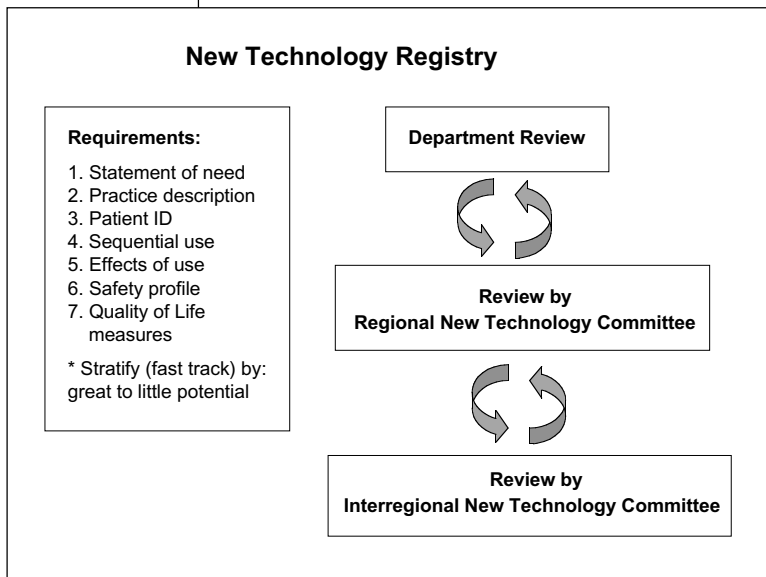 New Technology Registry
Requirements:
1. Statement of need
2. Practice description
3. Patient ID
4. Sequential use
5. Effects of use
6. Safety profile
7. Quality of Life
measures
* Stratify (fast track) by:
great to little potential
Department Review
Review by
Regional New Technology Committee
Review by
Interregional New Technology Committee